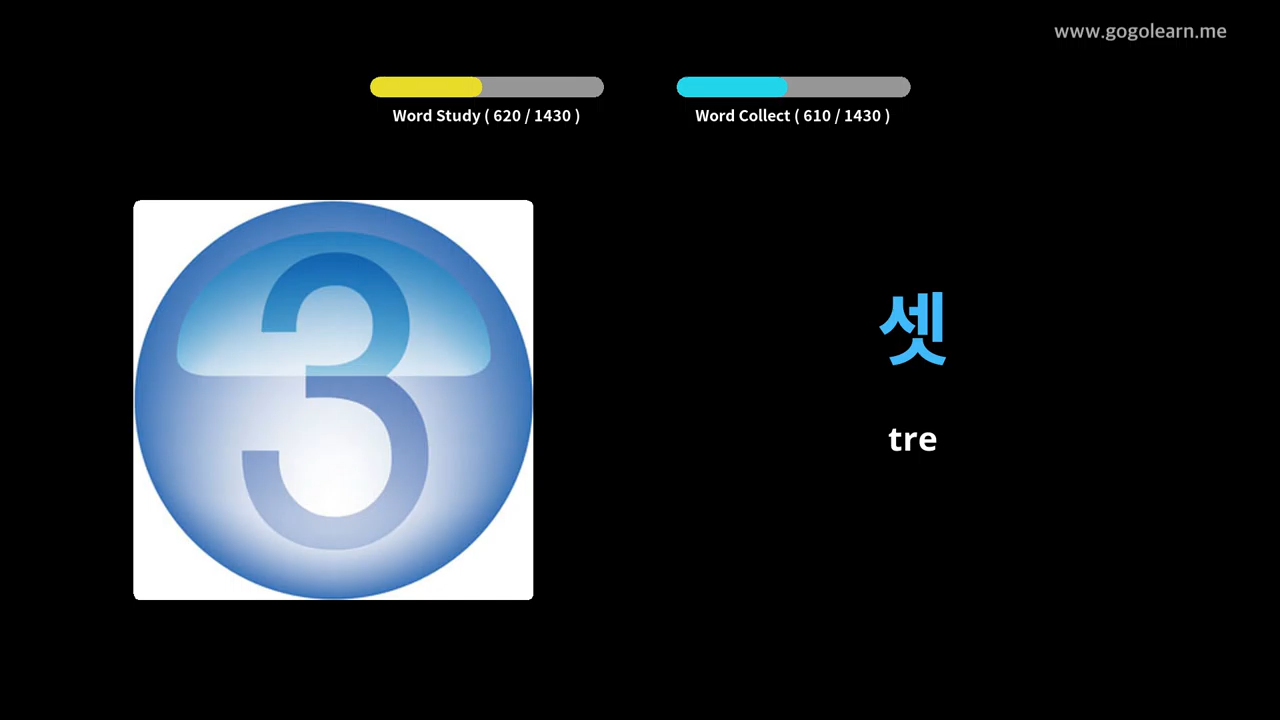 www.gogolearn.me
Word Study ( 620 / 1430 )
Word Collect ( 610 / 1430 )
3
셋
tre